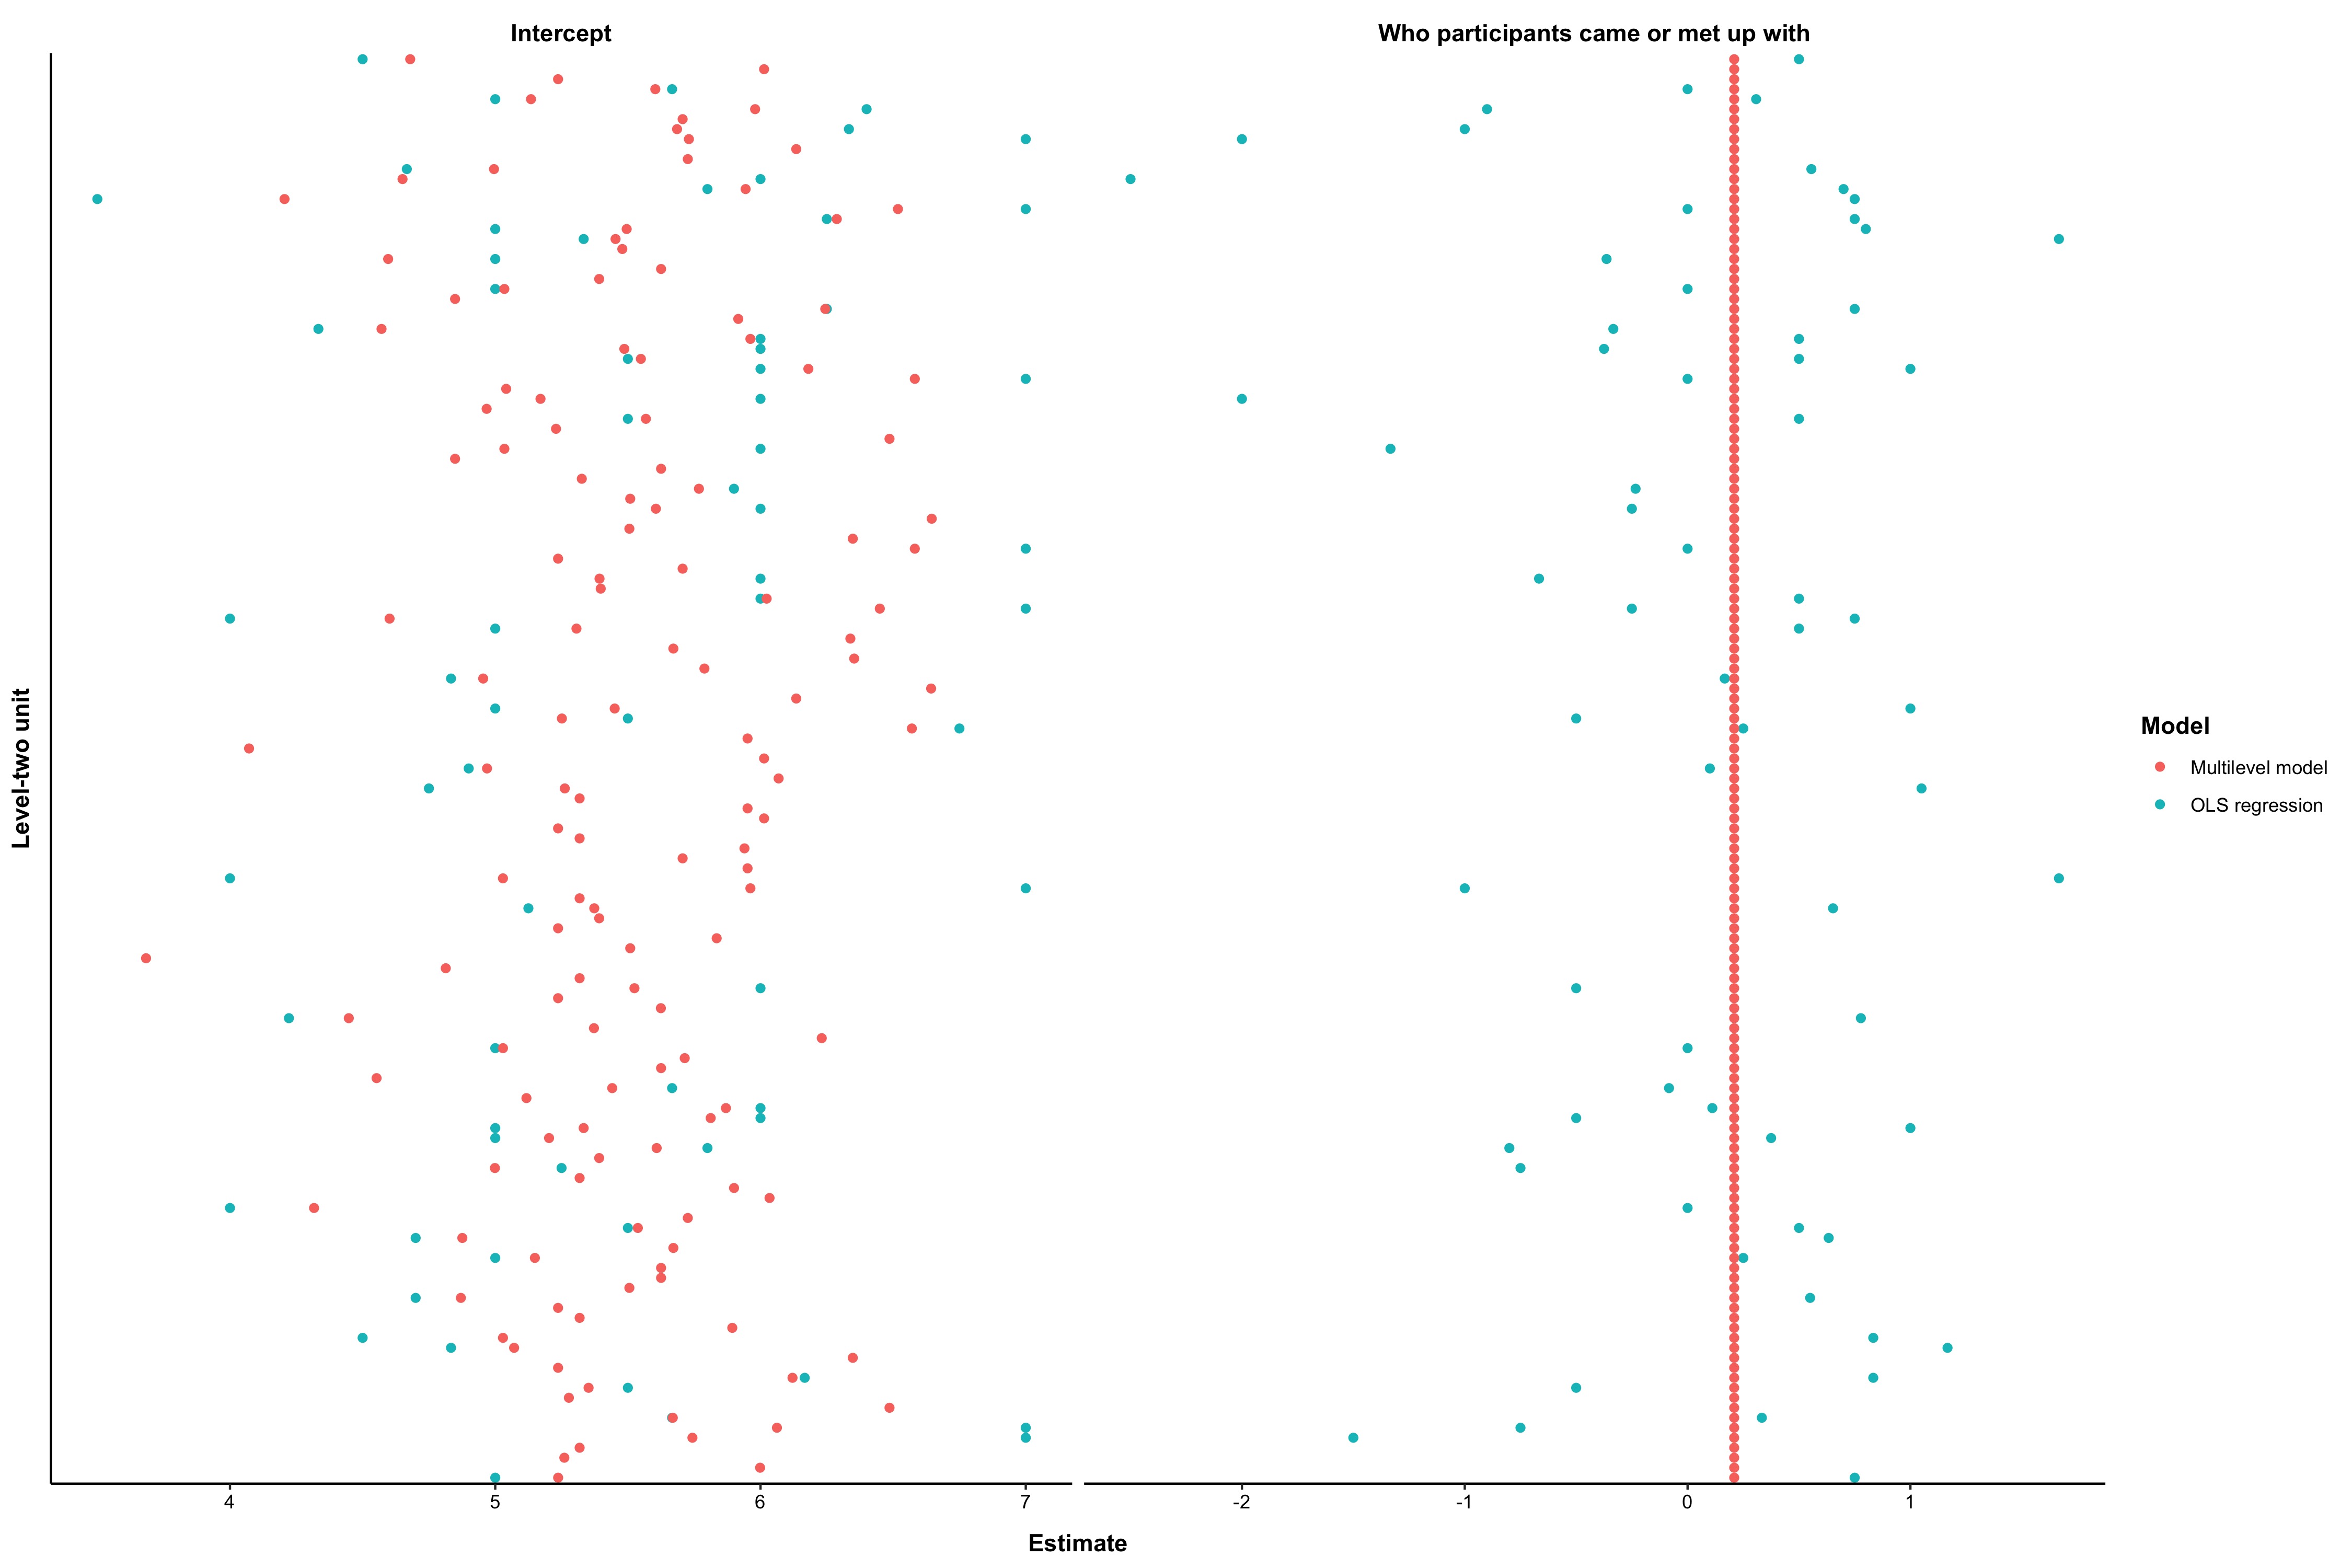 Intercept
Who participants came or met up with
Level-two unit
4 5 6 7
-2 -1 0 1
Estimate
Model
Multilevel model
OLS regression